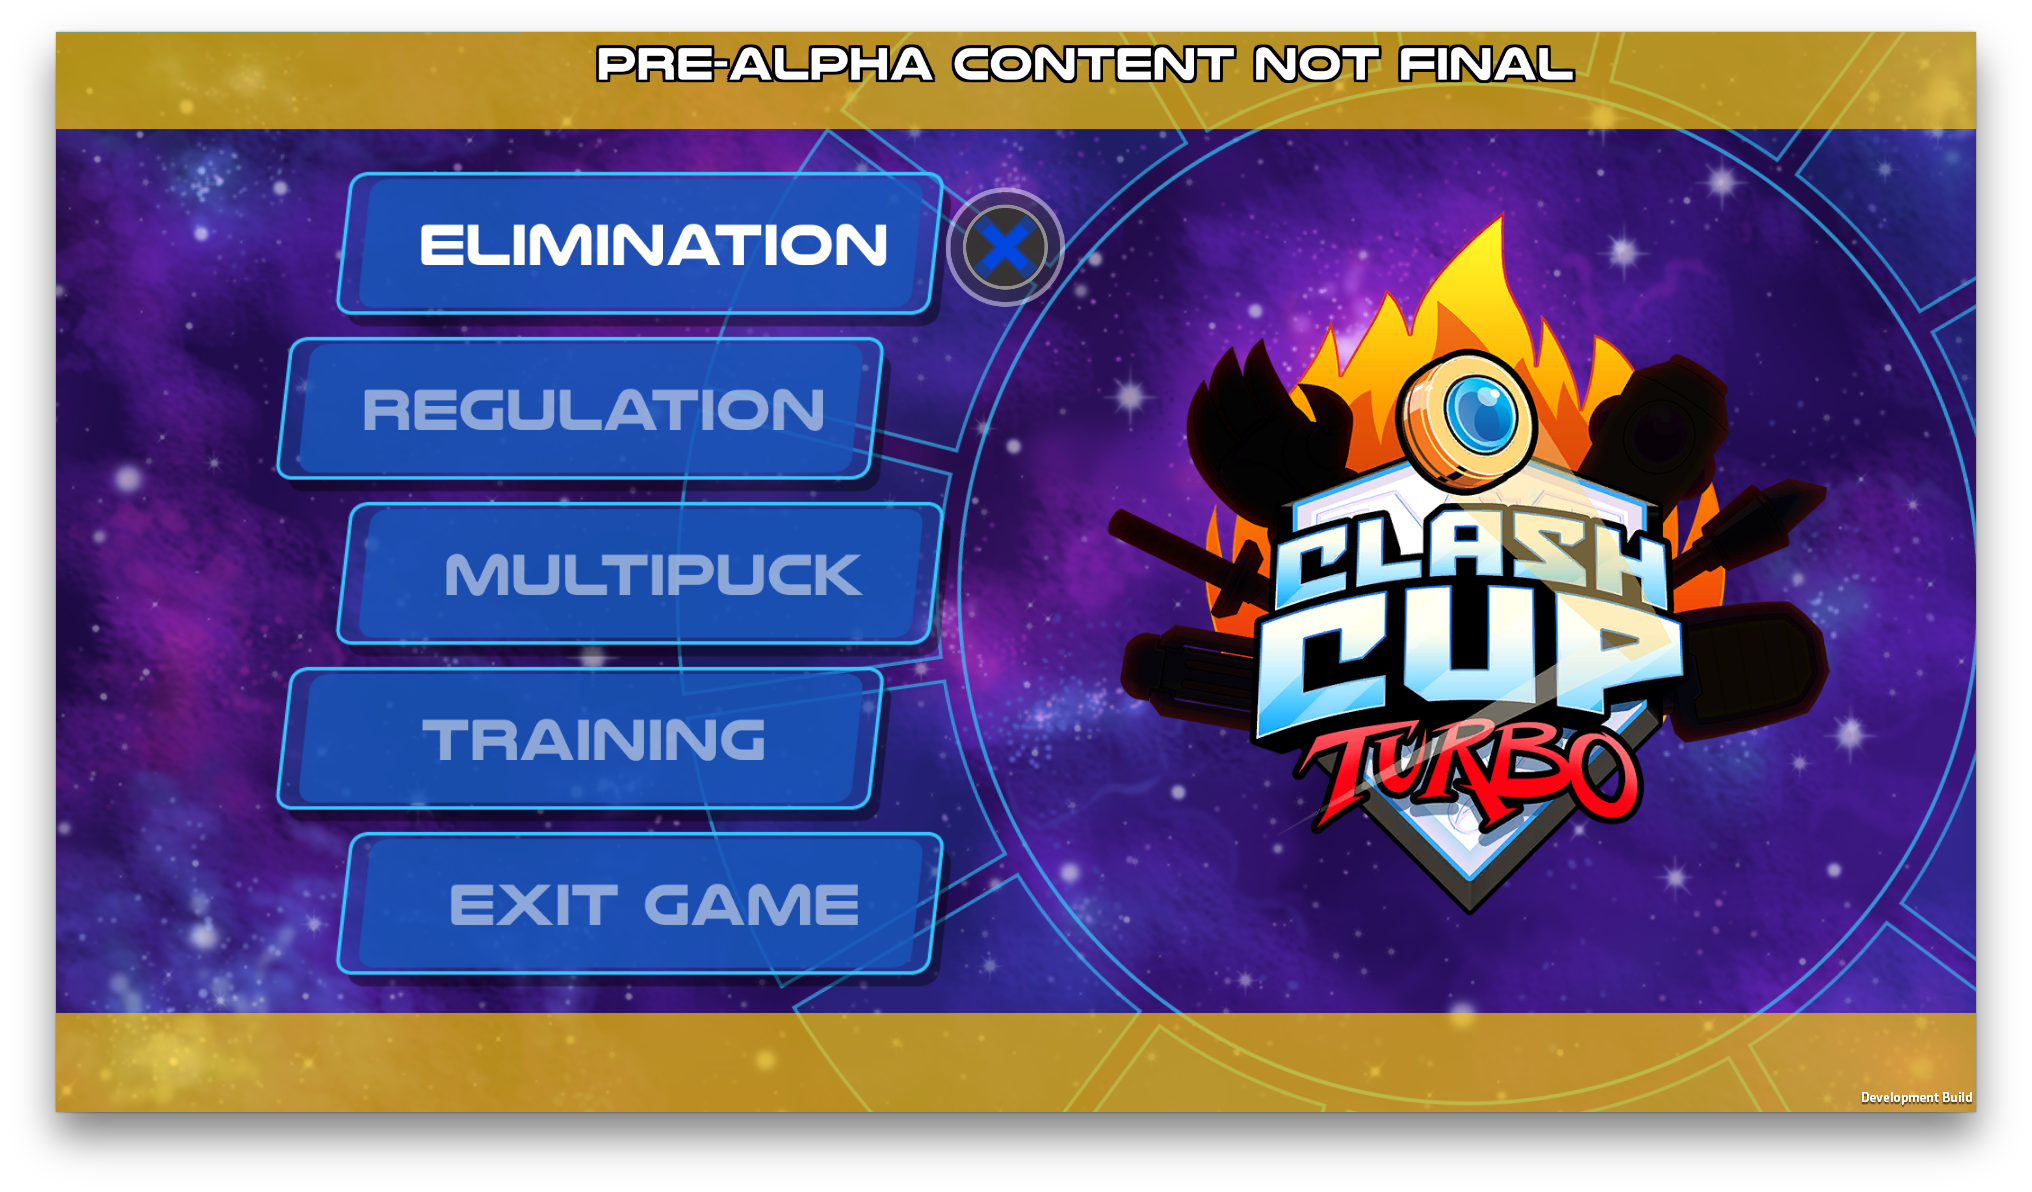 PRE-ALPHA CONTENT NOT FINAL
ELIMINATION
REGULATION
MULTIPUCK
TRAINING
EXIT GAME
CLASH
CUP
TURBO
Development Build